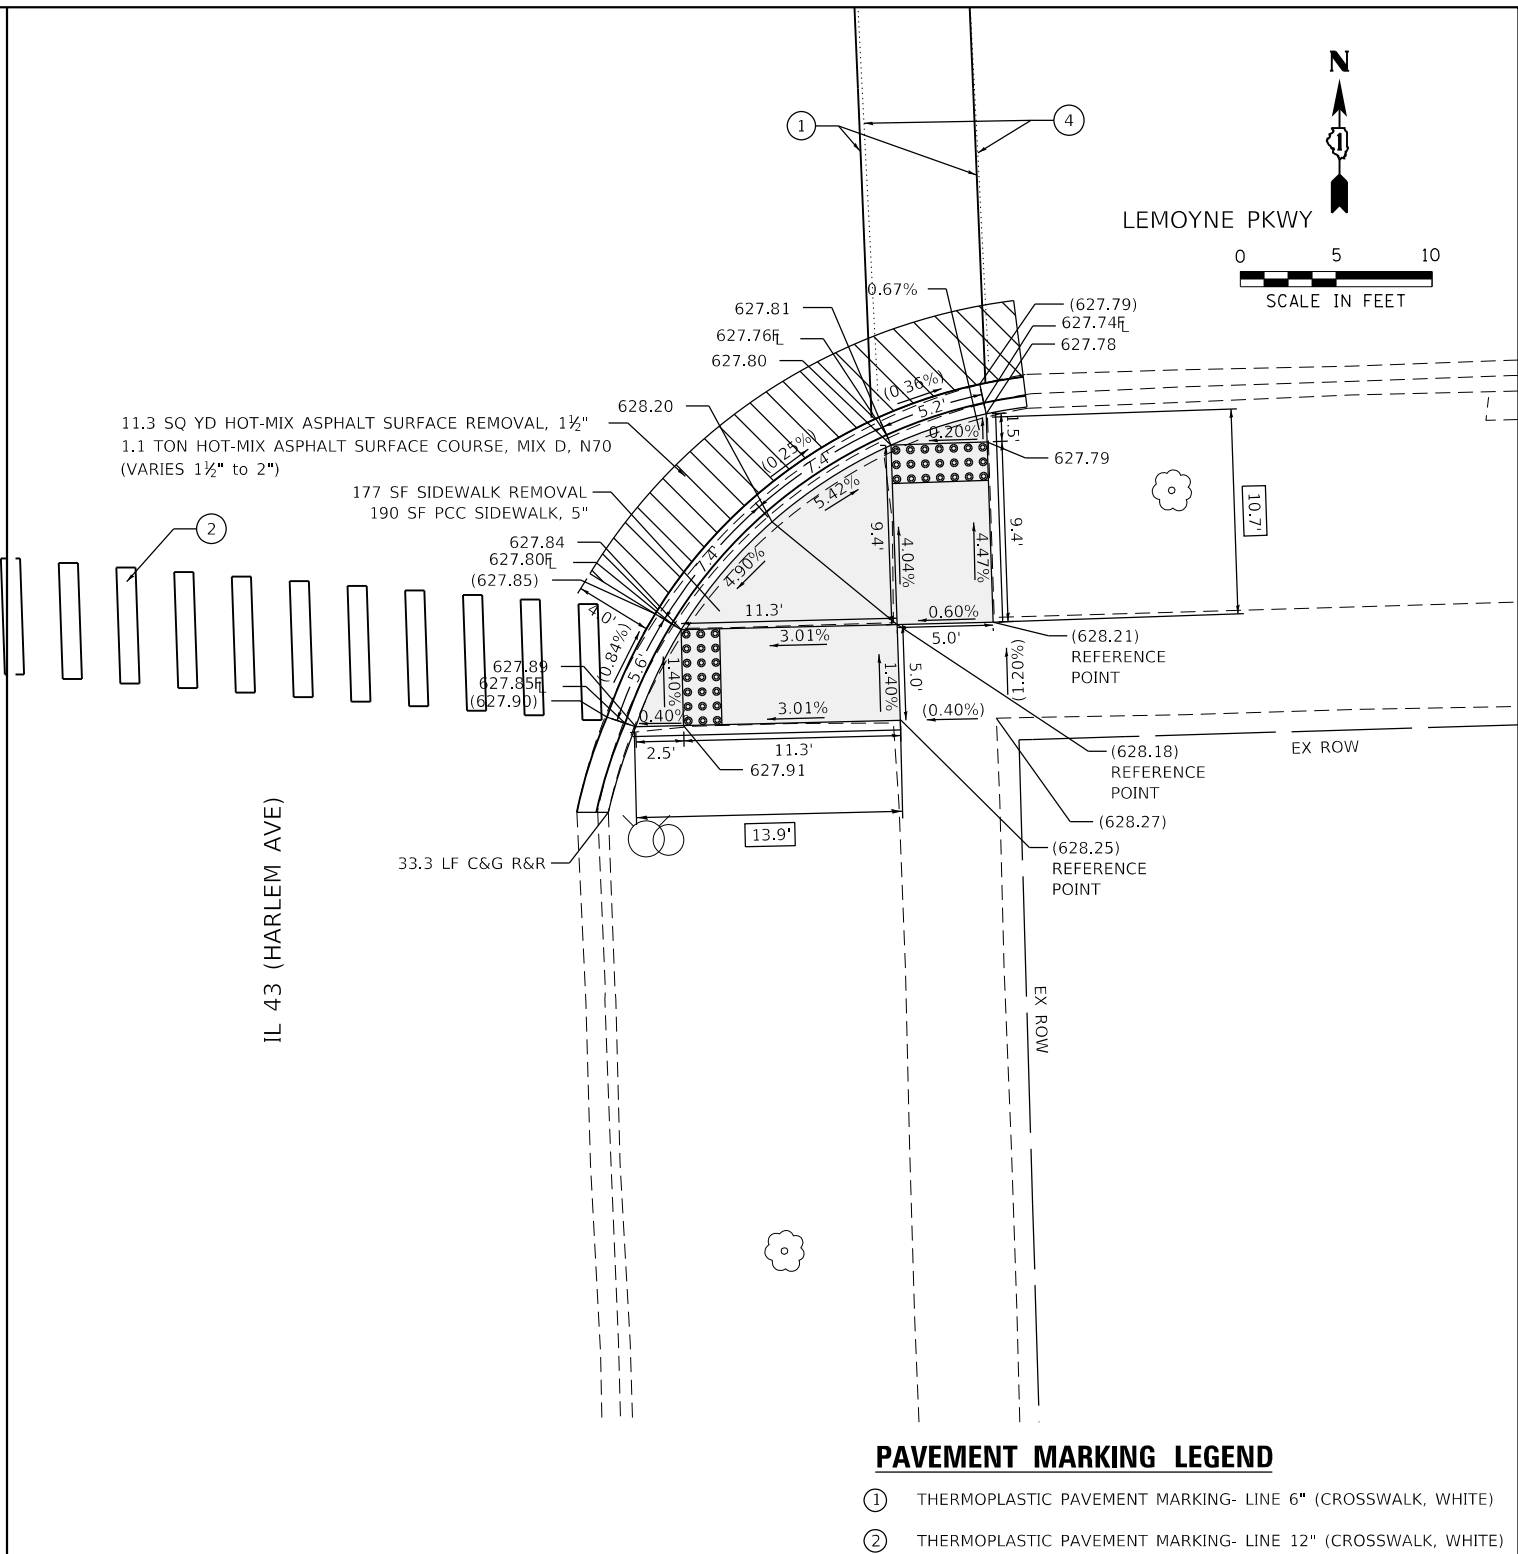 N
1
1
4
LEMOYNE PKWY
0 5 10
SCALE IN FEET
0.67%
627.81
627.76FL
627.80
(627.79)
627.74FL
627.78
(0.36%)
5.2'
628.20
11.3 SQ YD HOT-MIX ASPHALT SURFACE REMOVAL, 1½"
1.1 TON HOT-MIX ASPHALT SURFACE COURSE, MIX D, N70
(VARIES 1½" to 2")
0.20%
1.5'
627.79
(0.25%)
7.4'
5.42%
177 SF SIDEWALK REMOVAL
190 SF PCC SIDEWALK, 5"
10.7'
2
627.84
627.80FL
(627.85)
7.4'
4.90%
9.4'
4.04%
4.47%
9.4'
4.0'
11.3'
0.60%
3.01%
5.0'
(628.21)
REFERENCE
POINT
(0.84%)
5.6'
627.89
627.85FL
(627.90)
1.40%
1.40%
5.0'
(1.20%)
0.40%
3.01%
(0.40%)
2.5'
11.3'
627.91
EX ROW
(628.18)
REFERENCE
POINT
(628.27)
13.9'
(628.25)
REFERENCE
POINT
33.3 LF C&G R&R
IL 43 (HARLEM AVE)
EX ROW
PAVEMENT MARKING LEGEND
1 THERMOPLASTIC PAVEMENT MARKING- LINE 6" (CROSSWALK, WHITE)
2 THERMOPLASTIC PAVEMENT MARKING- LINE 12" (CROSSWALK, WHITE)